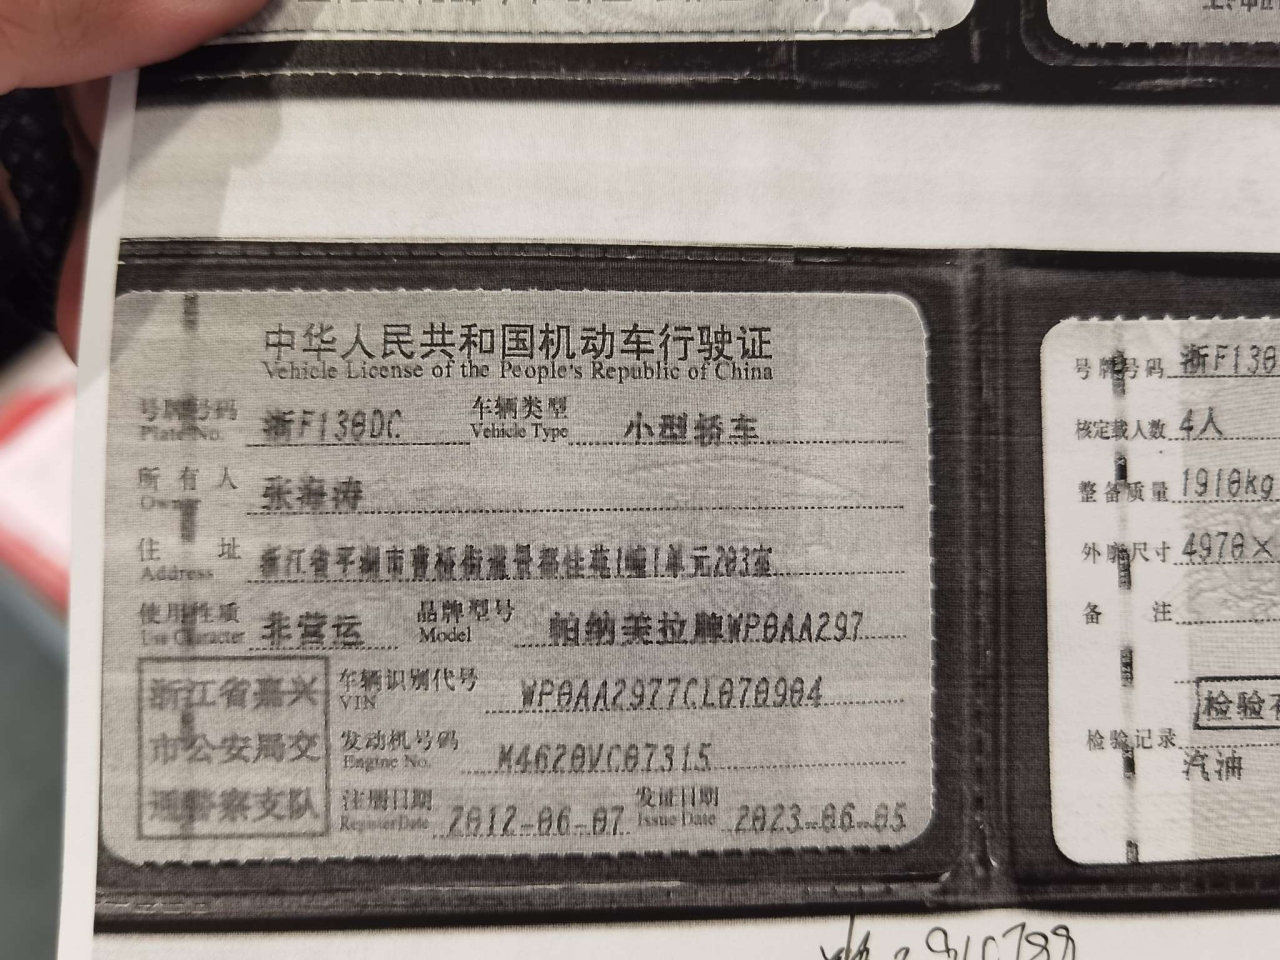 中华人民共和国机动车行驶证
Vehicle License of the People's Republic of China
号牌号码 浙F130DC 车辆类型 小型轿车
Plate No. Vehicle Type
所有人 张海涛
Owner
住址 浙江省平湖市曹桥街道景都佳苑1幢1单元203室
Address
使用性质 非营运 品牌型号 帕纳美拉牌WP0AA297
Use Character Model
浙江省嘉兴
市公安局交
通警察支队
车辆识别代号 WP0AA2977CL070904
VIN
发动机号码 M4620VC07315
Engine No.
注册日期 2012-06-07 发证日期 2023-06-05
Register Date Issue Date
号牌号码 浙F130
核定载人数 4人
整备质量 1910kg
外廓尺寸 4970×
备注
检验有
检验记录
汽油